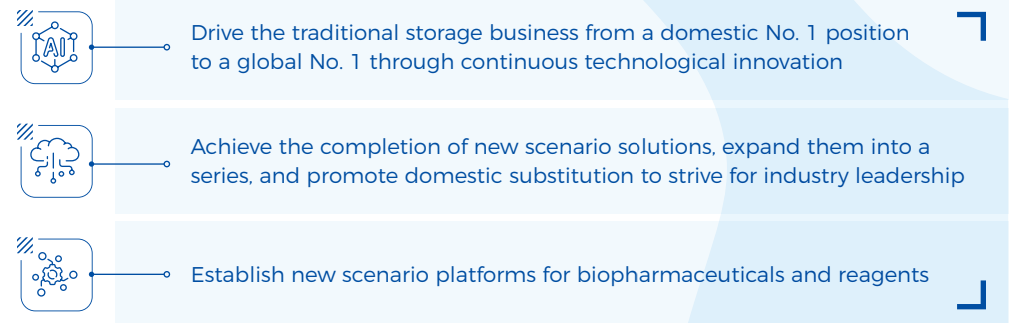 AI
Drive the traditional storage business from a domestic No. 1 position
to a global No. 1 through continuous technological innovation
Achieve the completion of new scenario solutions, expand them into a
series, and promote domestic substitution to strive for industry leadership
Establish new scenario platforms for biopharmaceuticals and reagents